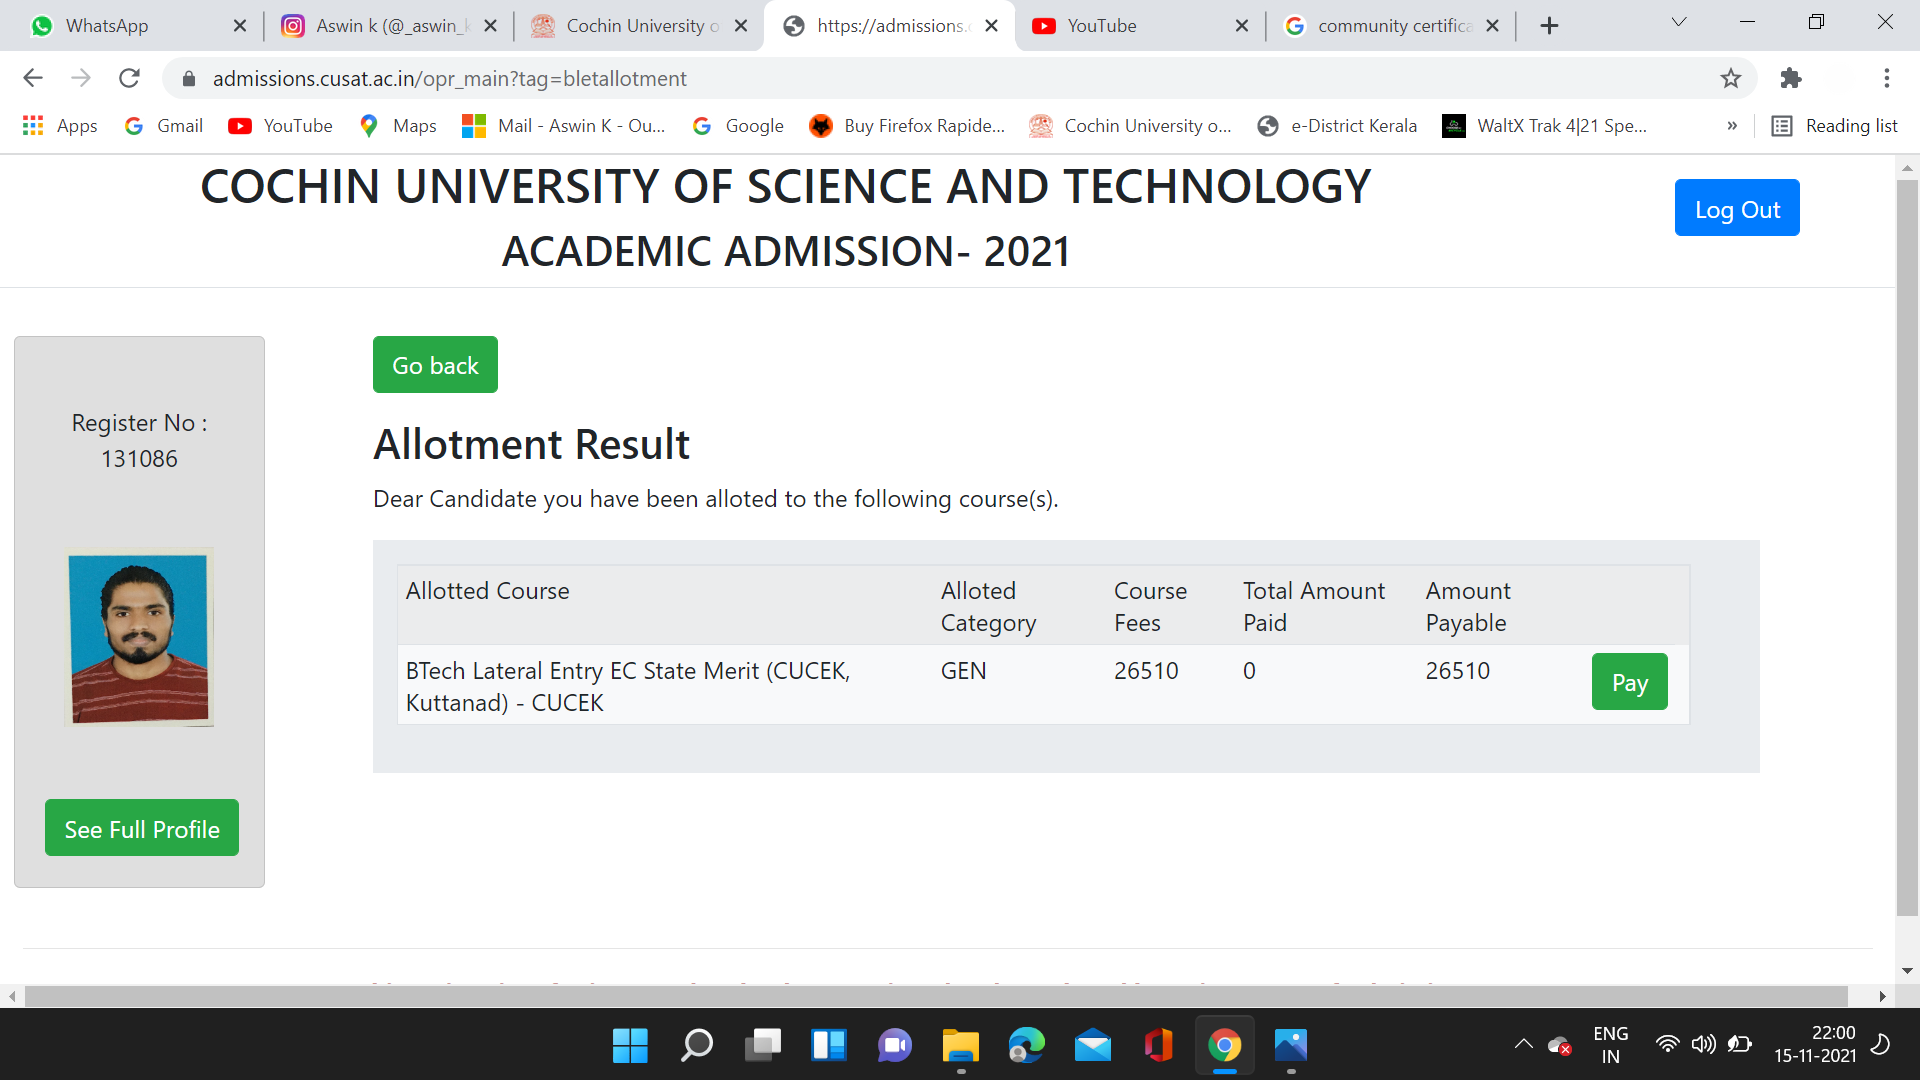 WhatsApp
Aswin k (@_aswin_k
Cochin University o
https://admissions.c
YouTube
community certifica
admissions.cusat.ac.in/opr_main?tag=bletallotment
Apps
Gmail
YouTube
Maps
Mail - Aswin K - Ou...
Google
Buy Firefox Rapide...
Cochin University o...
e-District Kerala
WaltX Trak 4|21 Spe...
»
Reading list
COCHIN UNIVERSITY OF SCIENCE AND TECHNOLOGY
ACADEMIC ADMISSION- 2021
Log Out
Register No :
131086
See Full Profile
Go back
Allotment Result
Dear Candidate you have been alloted to the following course(s).
Allotted Course
Alloted
Category
Course
Fees
Total Amount
Paid
Amount
Payable
BTech Lateral Entry EC State Merit (CUCEK,
Kuttanad) - CUCEK
GEN
26510
0
26510
Pay
ENG
IN
22:00
15-11-2021